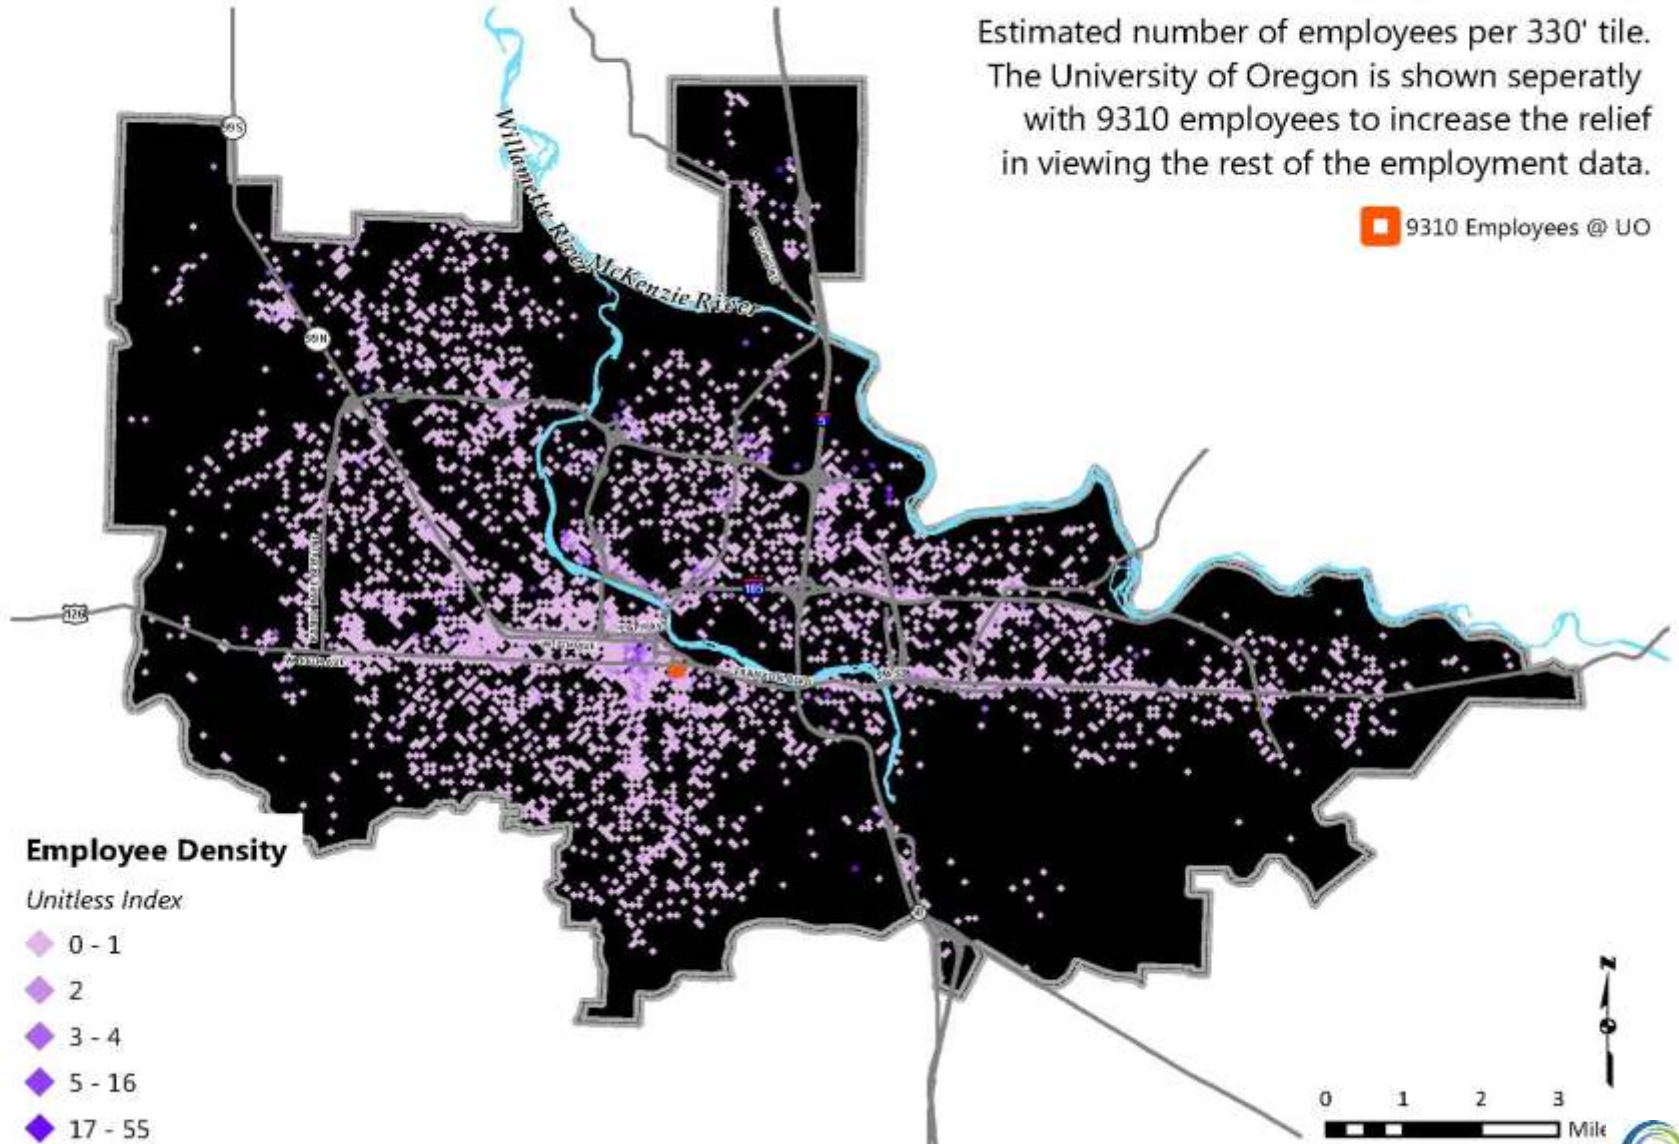 Estimated number of employees per 330' tile.
The University of Oregon is shown seperatly
with 9310 employees to increase the relief
in viewing the rest of the employment data.
9310 Employees @ UO
99S
Willamette River
McKenzie River
99N
5
105
126
FRANKLIN BLVD
Employee Density
Unitless Index
0 - 1
2
3 - 4
5 - 16
17 - 55
N
0 1 2 3
Mile